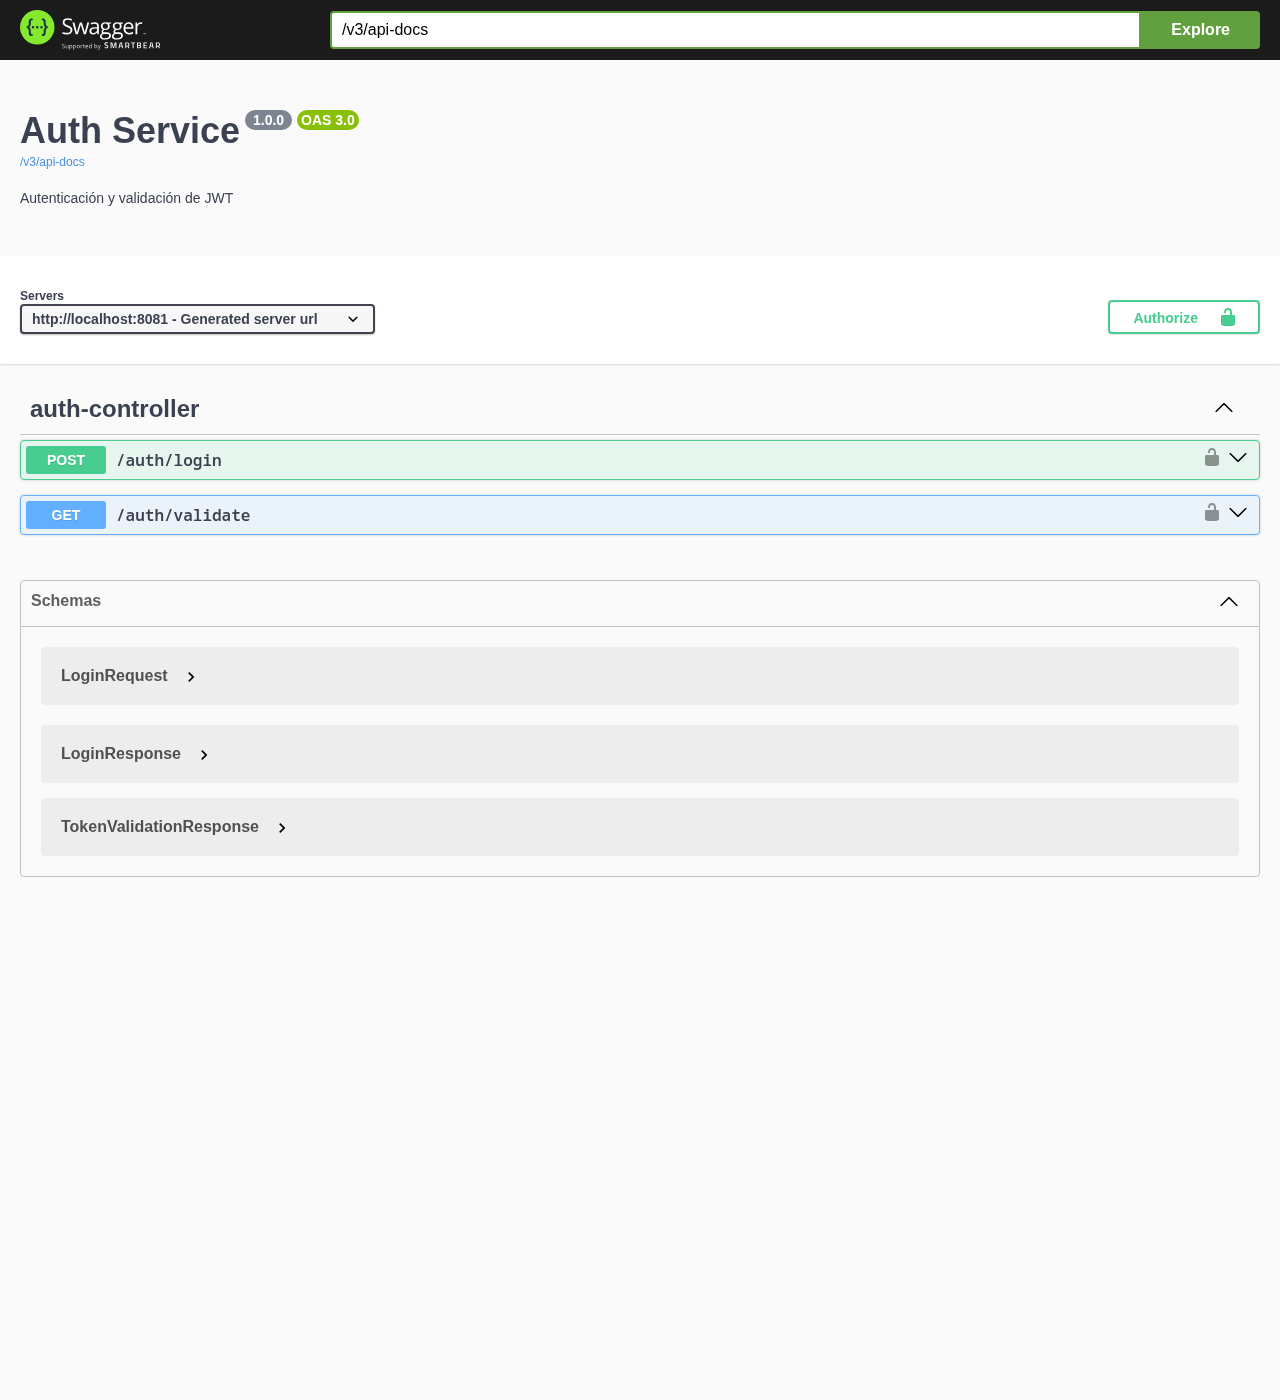 Swagger
Supported by SMARTBEAR
/v3/api-docs
Explore
Auth Service 1.0.0 OAS 3.0
/v3/api-docs
Autenticación y validación de JWT
Servers
http://localhost:8081 - Generated server url
Authorize
auth-controller
POST /auth/login
GET /auth/validate
Schemas
LoginRequest
LoginResponse
TokenValidationResponse